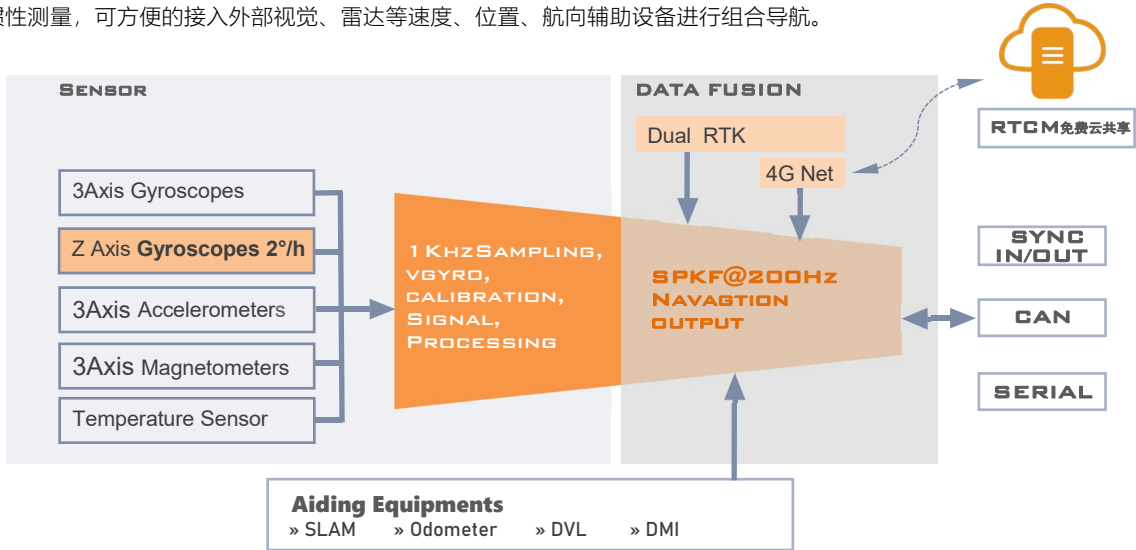 惯性测量，可方便的接入外部视觉、雷达等速度、位置、航向辅助设备进行组合导航。
SENSOR
DATA FUSION
RTCM免费云共享
Dual RTK
4G Net
3Axis Gyroscopes
Z Axis Gyroscopes 2°/h
3Axis Accelerometers
3Axis Magnetometers
Temperature Sensor
1KHZSAMPLING,
VGYRO,
CALIBRATION,
SIGNAL,
PROCESSING
SPKF@200HZ
NAVAGTION
OUTPUT
SYNC
IN/OUT
CAN
SERIAL
Aiding Equipments
» SLAM » Odometer » DVL » DMI